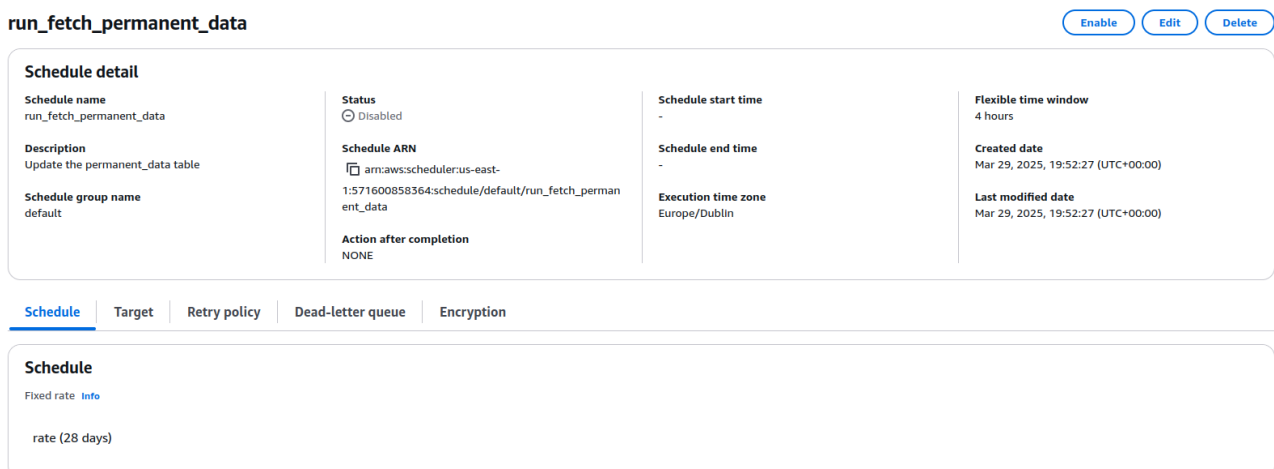 run_fetch_permanent_data
Enable
Edit
Delete
Schedule detail
Schedule name
run_fetch_permanent_data
Description
Update the permanent_data table
Schedule group name
default
Status
Disabled
Schedule ARN
arn:aws:scheduler:us-east-
1:571600858364:schedule/default/run_fetch_perman
ent_data
Action after completion
NONE
Schedule start time
-
Schedule end time
-
Execution time zone
Europe/Dublin
Flexible time window
4 hours
Created date
Mar 29, 2025, 19:52:27 (UTC+00:00)
Last modified date
Mar 29, 2025, 19:52:27 (UTC+00:00)
Schedule
Target
Retry policy
Dead-letter queue
Encryption
Schedule
Fixed rate Info
rate (28 days)